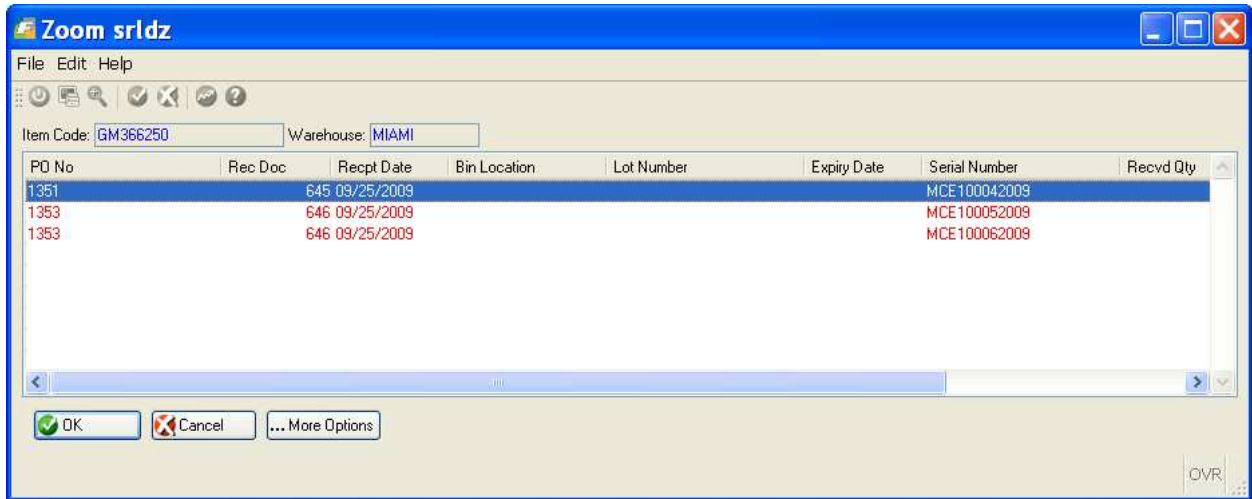 Zoom srldz
File Edit Help
Item Code: GM366250 Warehouse: MIAMI
PO No Rec Doc Recpt Date Bin Location Lot Number Expiry Date Serial Number Recvd Qty
1351 645 09/25/2009 MCE100042009
1353 646 09/25/2009 MCE100052009
1353 646 09/25/2009 MCE100062009
OK Cancel ... More Options
OVR